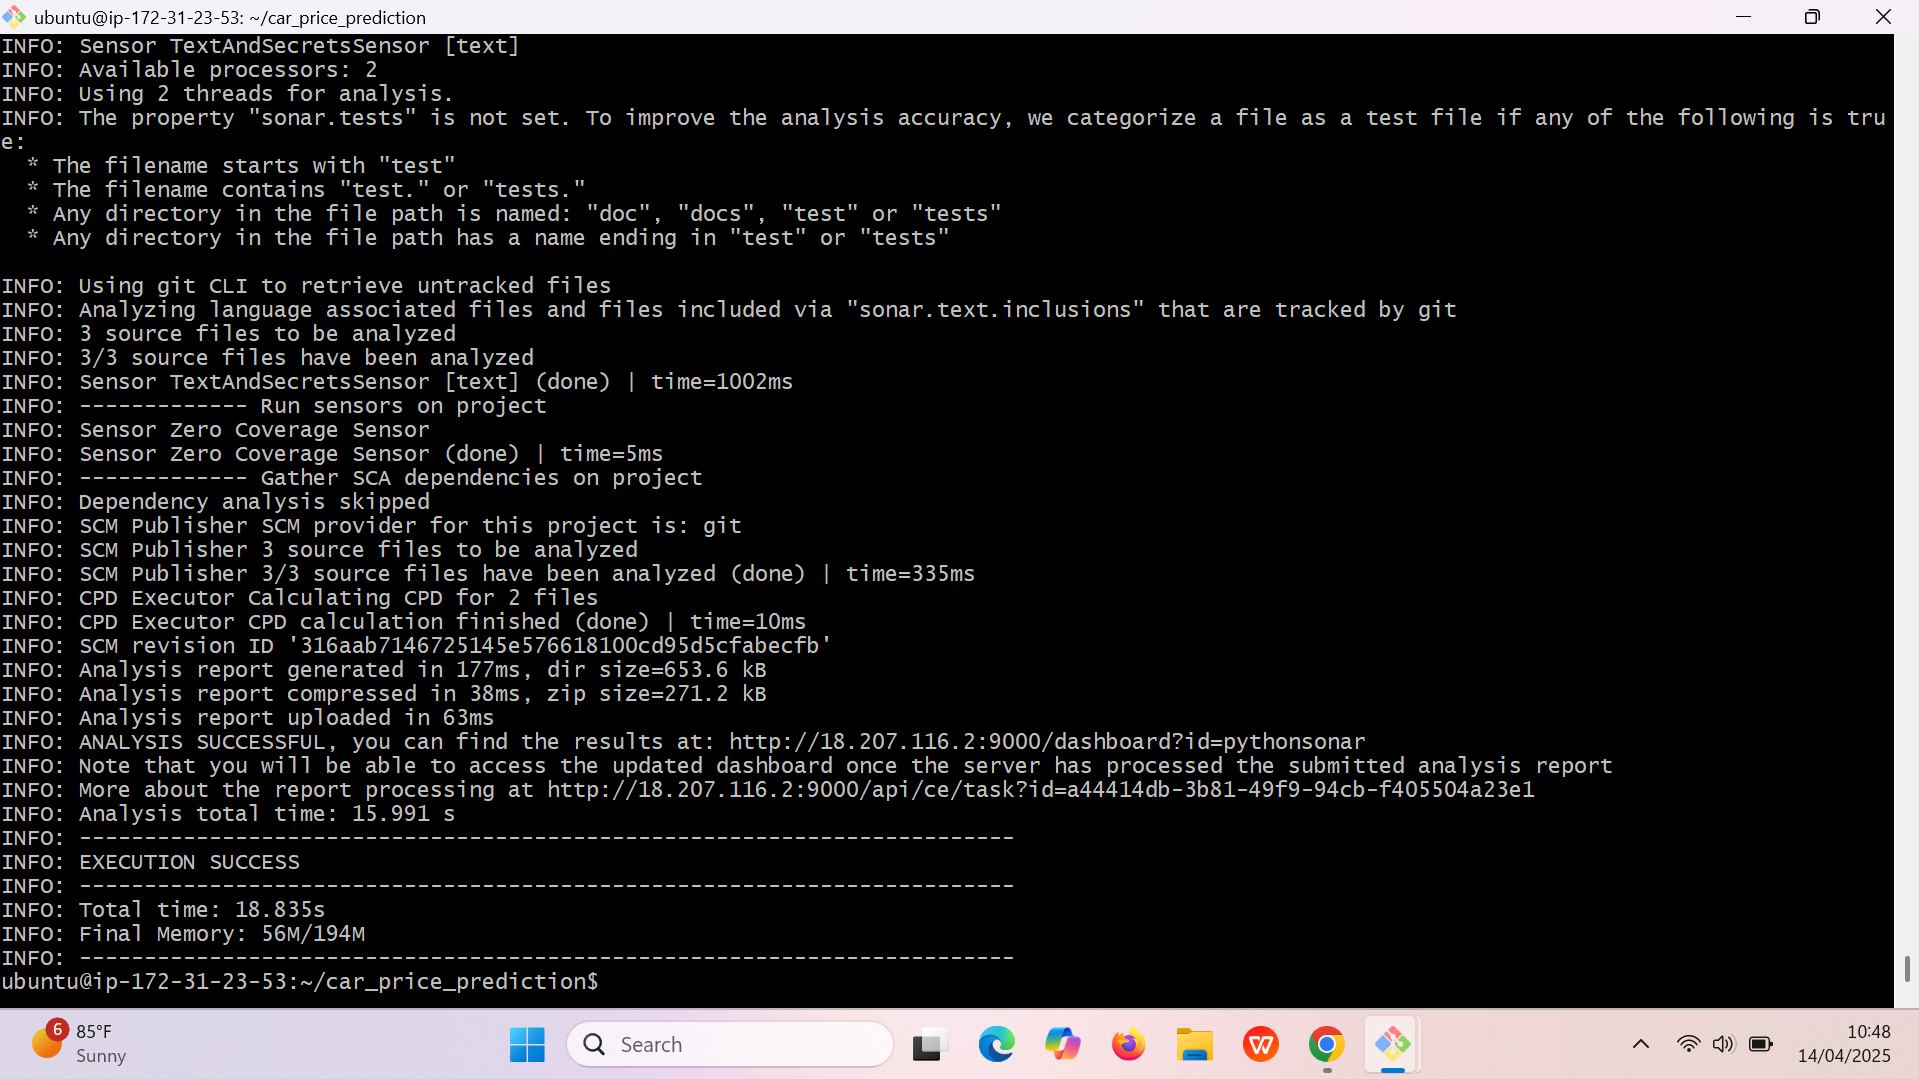 ubuntu@ip-172-31-23-53: ~/car_price_prediction
INFO: Sensor TextAndSecretsSensor [text]
INFO: Available processors: 2
INFO: Using 2 threads for analysis.
INFO: The property "sonar.tests" is not set. To improve the analysis accuracy, we categorize a file as a test file if any of the following is tru
e:
* The filename starts with "test"
* The filename contains "test." or "tests."
* Any directory in the file path is named: "doc", "docs", "test" or "tests"
* Any directory in the file path has a name ending in "test" or "tests"
INFO: Using git CLI to retrieve untracked files
INFO: Analyzing language associated files and files included via "sonar.text.inclusions" that are tracked by git
INFO: 3 source files to be analyzed
INFO: 3/3 source files have been analyzed
INFO: Sensor TextAndSecretsSensor [text] (done) | time=1002ms
INFO: ------------- Run sensors on project
INFO: Sensor Zero Coverage Sensor
INFO: Sensor Zero Coverage Sensor (done) | time=5ms
INFO: ------------- Gather SCA dependencies on project
INFO: Dependency analysis skipped
INFO: SCM Publisher SCM provider for this project is: git
INFO: SCM Publisher 3 source files to be analyzed
INFO: SCM Publisher 3/3 source files have been analyzed (done) | time=335ms
INFO: CPD Executor Calculating CPD for 2 files
INFO: CPD Executor CPD calculation finished (done) | time=10ms
INFO: SCM revision ID '316aab7146725145e576618100cd95d5cfabecfb'
INFO: Analysis report generated in 177ms, dir size=653.6 kB
INFO: Analysis report compressed in 38ms, zip size=271.2 kB
INFO: Analysis report uploaded in 63ms
INFO: ANALYSIS SUCCESSFUL, you can find the results at: http://18.207.116.2:9000/dashboard?id=pythonsonar
INFO: Note that you will be able to access the updated dashboard once the server has processed the submitted analysis report
INFO: More about the report processing at http://18.207.116.2:9000/api/ce/task?id=a44414db-3b81-49f9-94cb-f405504a23e1
INFO: Analysis total time: 15.991 s
INFO: ------------------------------------------------------------------------
INFO: EXECUTION SUCCESS
INFO: ------------------------------------------------------------------------
INFO: Total time: 18.835s
INFO: Final Memory: 56M/194M
INFO: ------------------------------------------------------------------------
ubuntu@ip-172-31-23-53:~/car_price_prediction$
6
85°F
Sunny
Search
10:48
14/04/2025